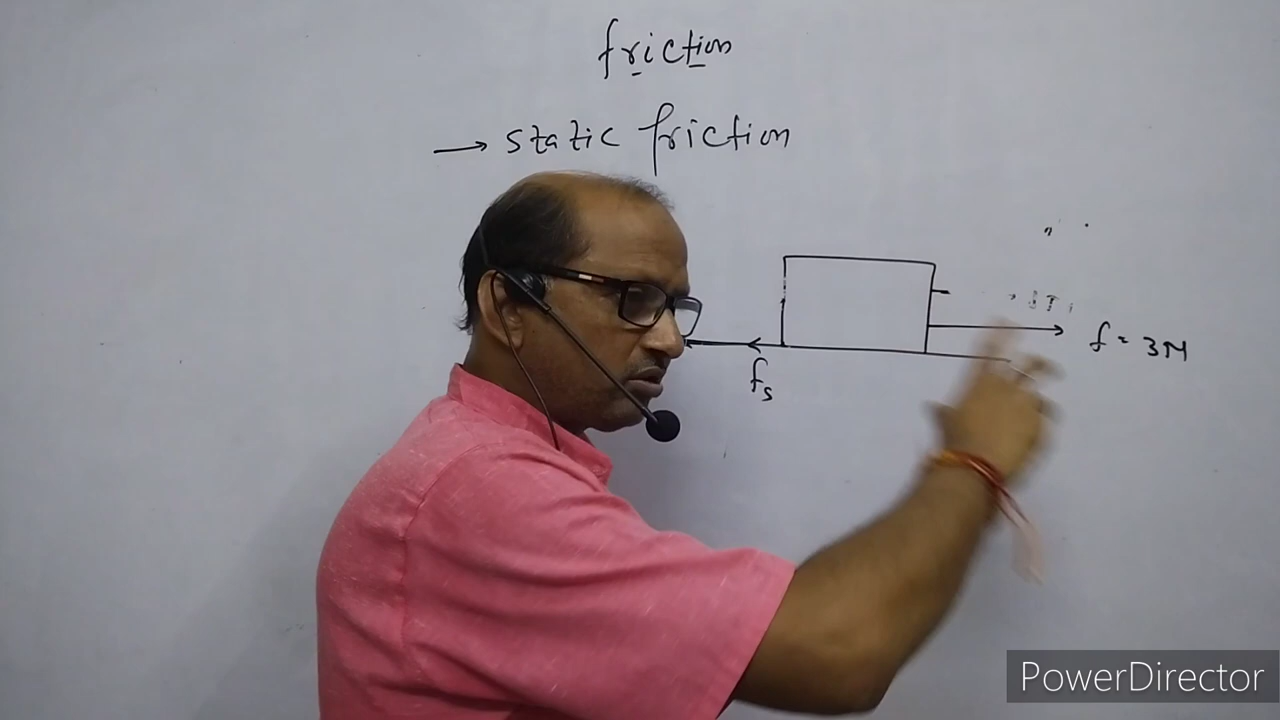 friction
→ static friction
f = 3N
fs
PowerDirector